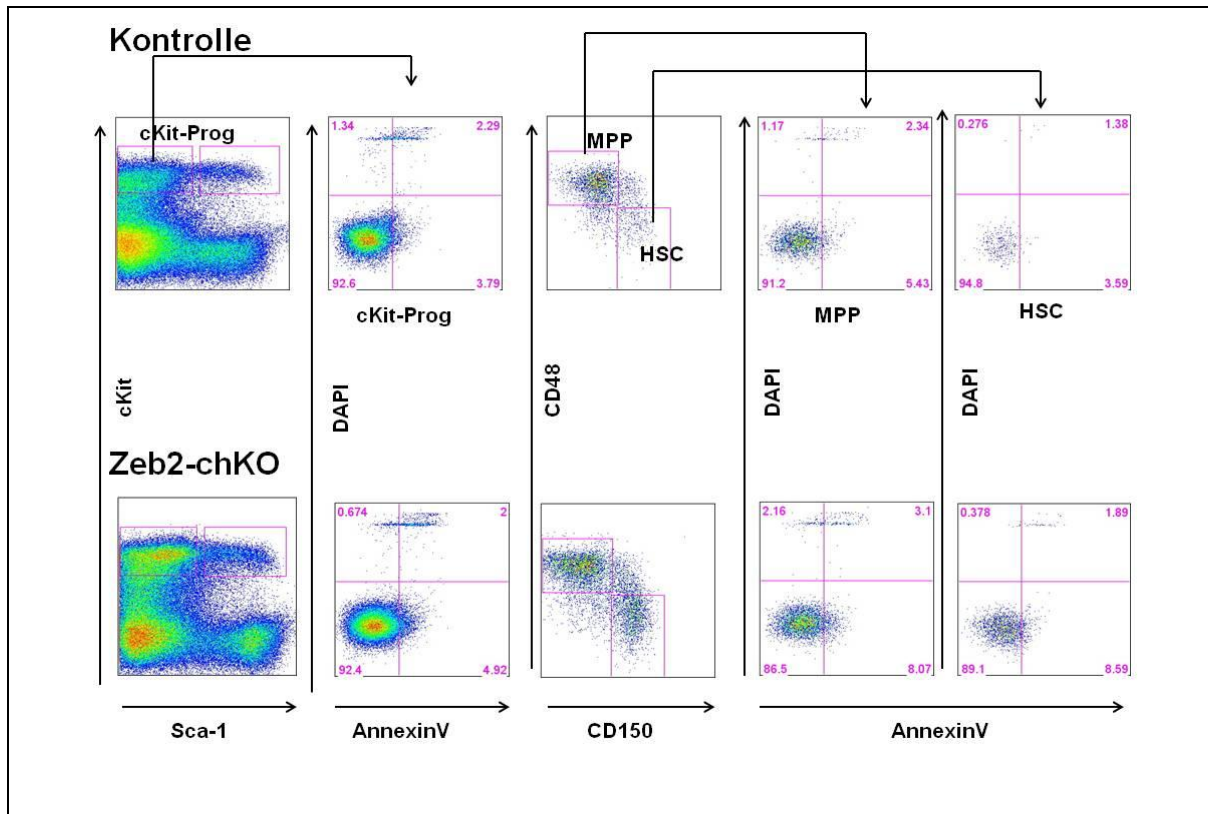 Kontrolle
cKit-Prog
1.34 2.29
92.6 3.79
cKit-Prog
MPP
HSC
1.17 2.34
91.2 5.43
MPP
0.276 1.38
94.8 3.59
HSC
cKit
DAPI
CD48
DAPI
DAPI
Zeb2-chKO
0.674 2
92.4 4.92
2.16 3.1
86.5 8.07
0.378 1.89
89.1 8.59
Sca-1
AnnexinV
CD150
AnnexinV